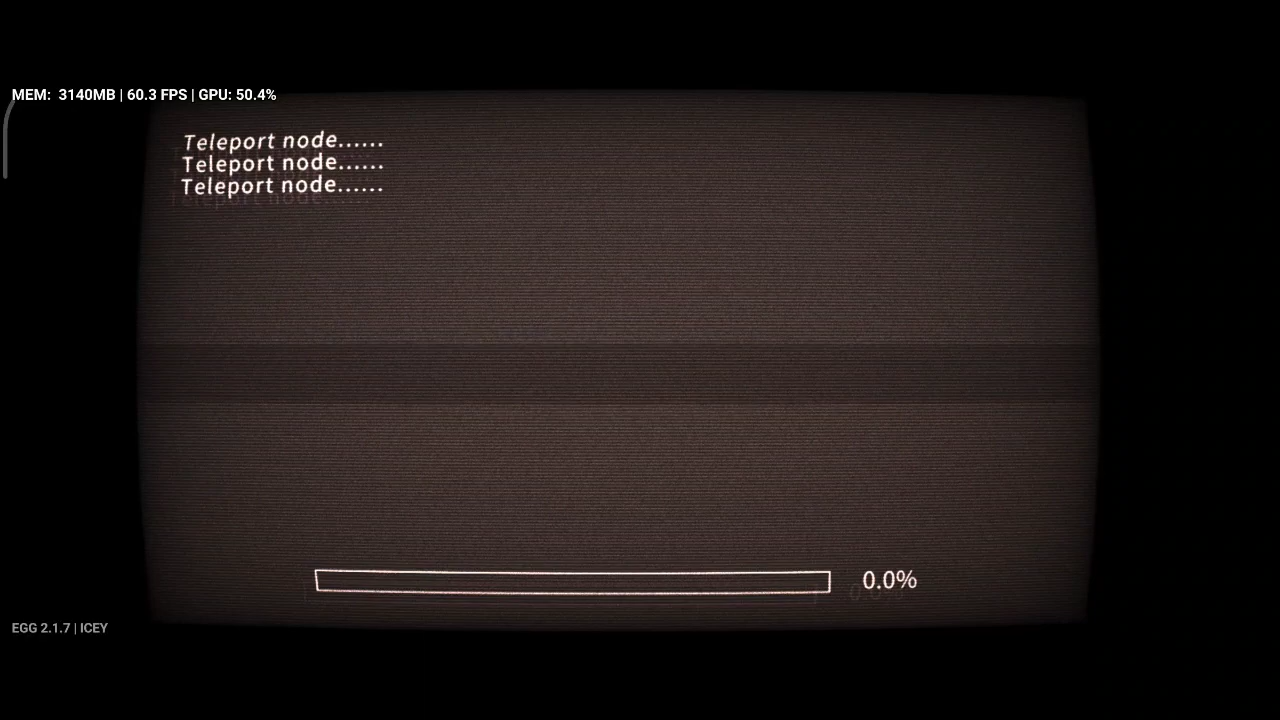 MEM: 3140MB | 60.3 FPS | GPU: 50.4%
Teleport node......
Teleport node......
Teleport node......
0.0%
EGG 2.1.7 | ICEY